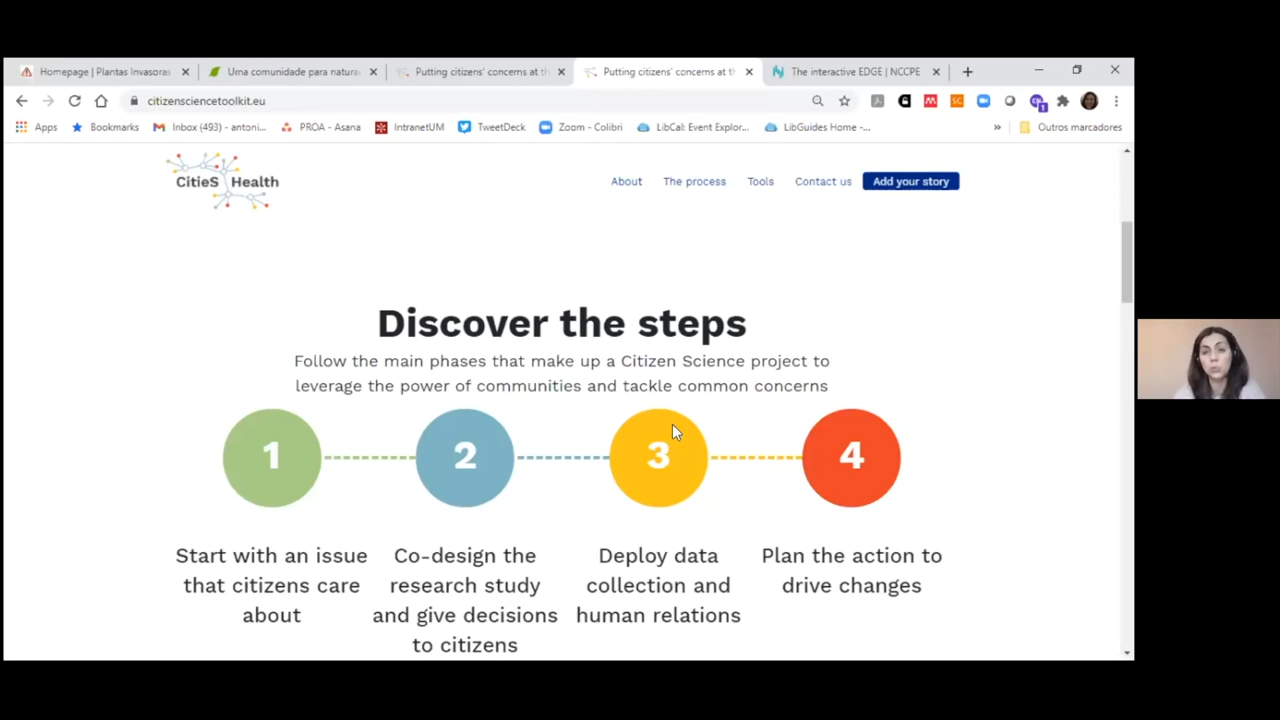 Homepage | Plantas Invasoras
Uma comunidade para natura
Putting citizens' concerns at th
Putting citizens' concerns at th
The interactive EDGE | NCCPE
citizensciencetoolkit.eu
Apps
Bookmarks
Inbox (493) - antoni...
PROA - Asana
IntranetUM
TweetDeck
Zoom - Colibri
LibCal: Event Explor...
LibGuides Home -...
»
Outros marcadores
CitieS Health
About
The process
Tools
Contact us
Add your story
Discover the steps
Follow the main phases that make up a Citizen Science project to
leverage the power of communities and tackle common concerns
1
2
3
4
Start with an issue
that citizens care
about
Co-design the
research study
and give decisions
to citizens
Deploy data
collection and
human relations
Plan the action to
drive changes